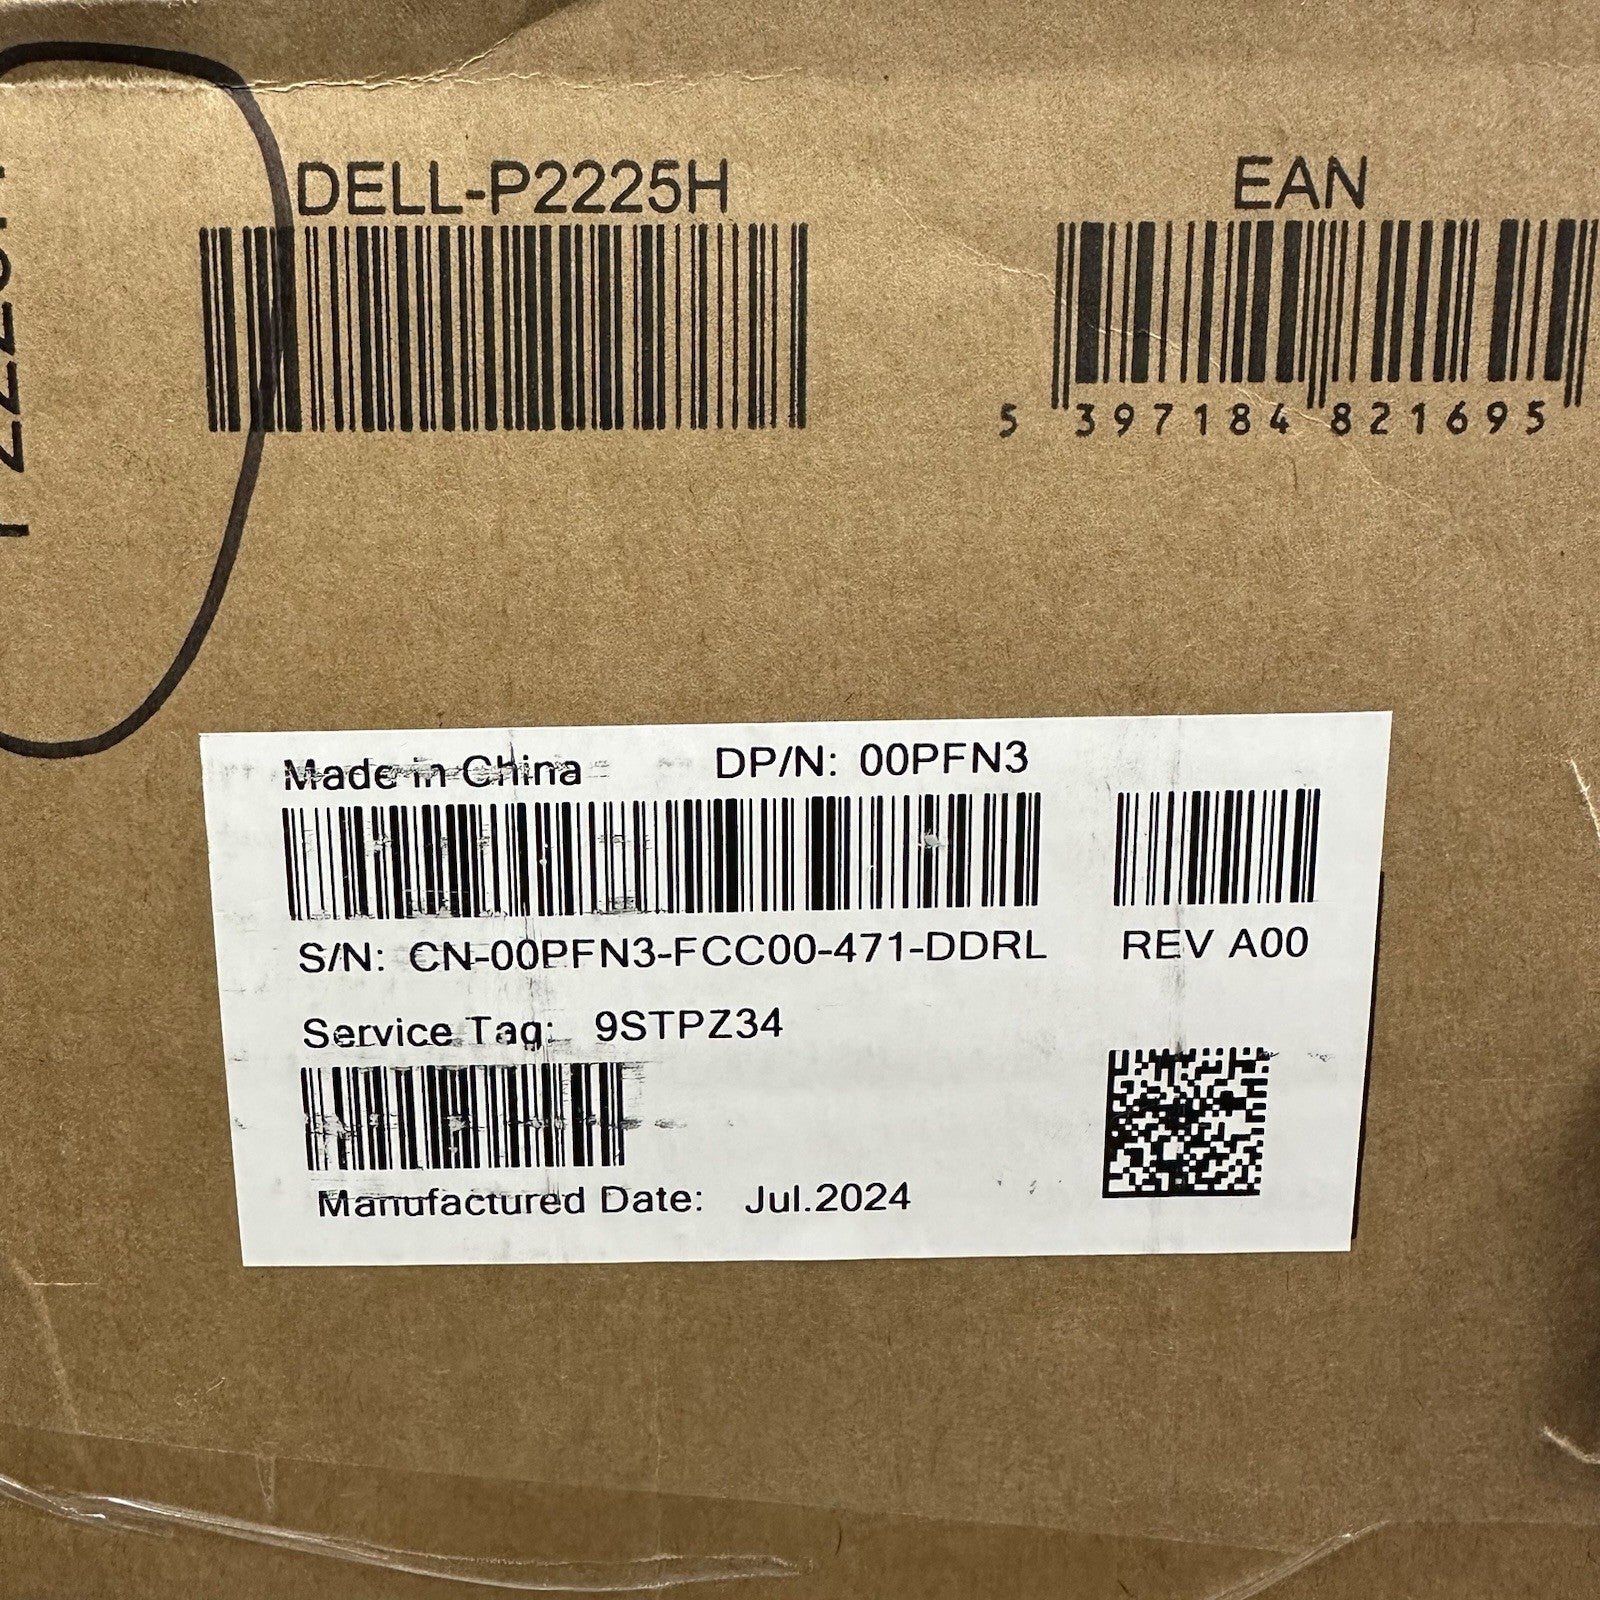 DELL-P2225H
EAN
5 397184 821695
Made in China DP/N: 00PFN3
S/N: CN-00PFN3-FCC00-471-DDRL REV A00
Service Tag: 9STPZ34
Manufactured Date: Jul.2024